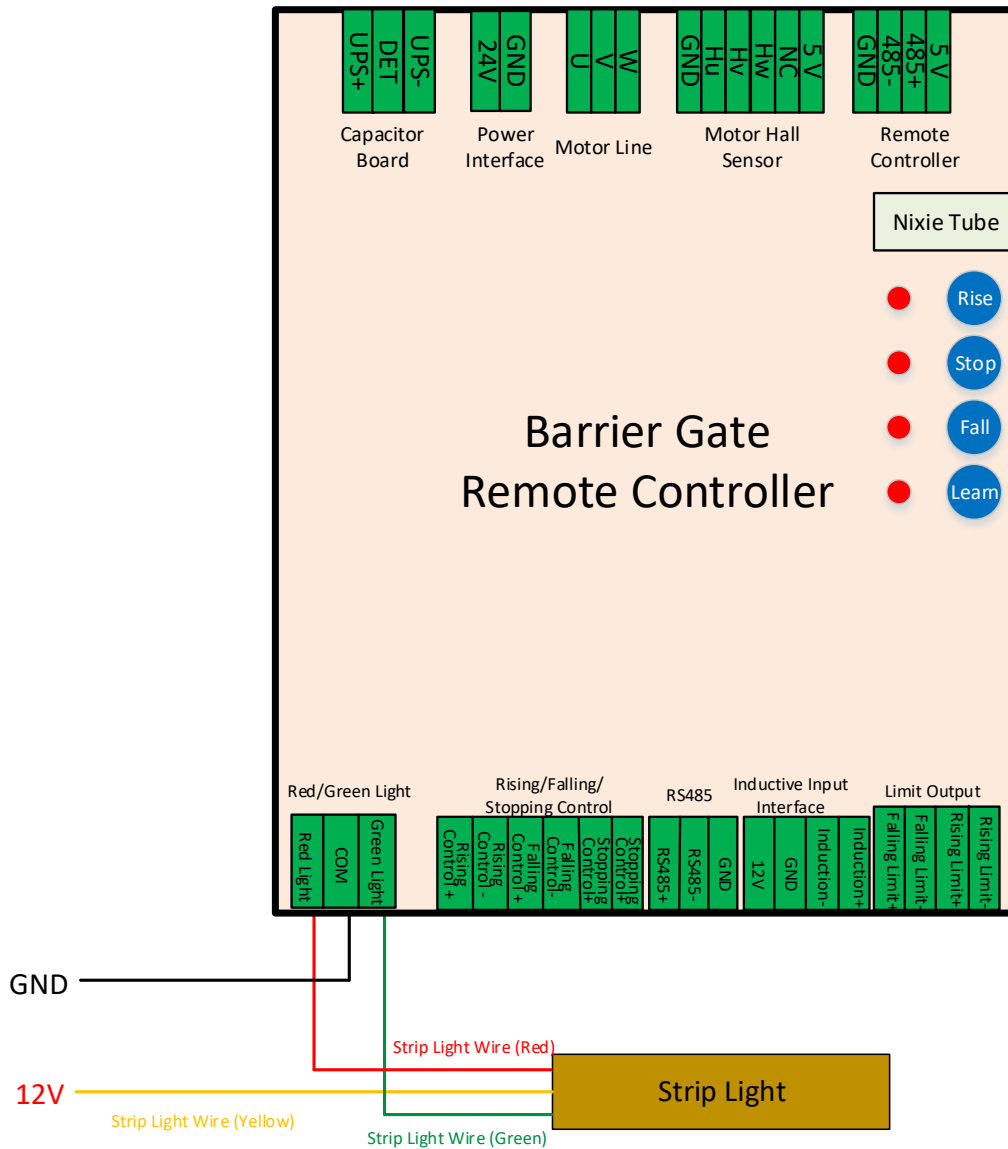 UPS+
DET
UPS-
24V
GND
U
V
W
GND
Hu
Hv
Hw
NC
5V
GND
485-
485+
5V
Capacitor
Board
Power
Interface
Motor Line
Motor Hall
Sensor
Remote
Controller
Nixie Tube
Rise
Stop
Fall
Learn
Barrier Gate
Remote Controller
Red/Green Light
Rising/Falling/
Stopping Control
RS485
Inductive Input
Interface
Limit Output
Red Light
COM
Green Light
Rising
Control +
Rising
Control -
Falling
Control +
Falling
Control-
Stopping
Control+
Stopping
Control+
RS485+
RS485-
GND
12V
GND
Induction-
Induction+
Falling Limit+
Falling Limit-
Rising Limit+
Rising Limit-
GND
Strip Light Wire (Red)
12V
Strip Light
Strip Light Wire (Yellow)
Strip Light Wire (Green)